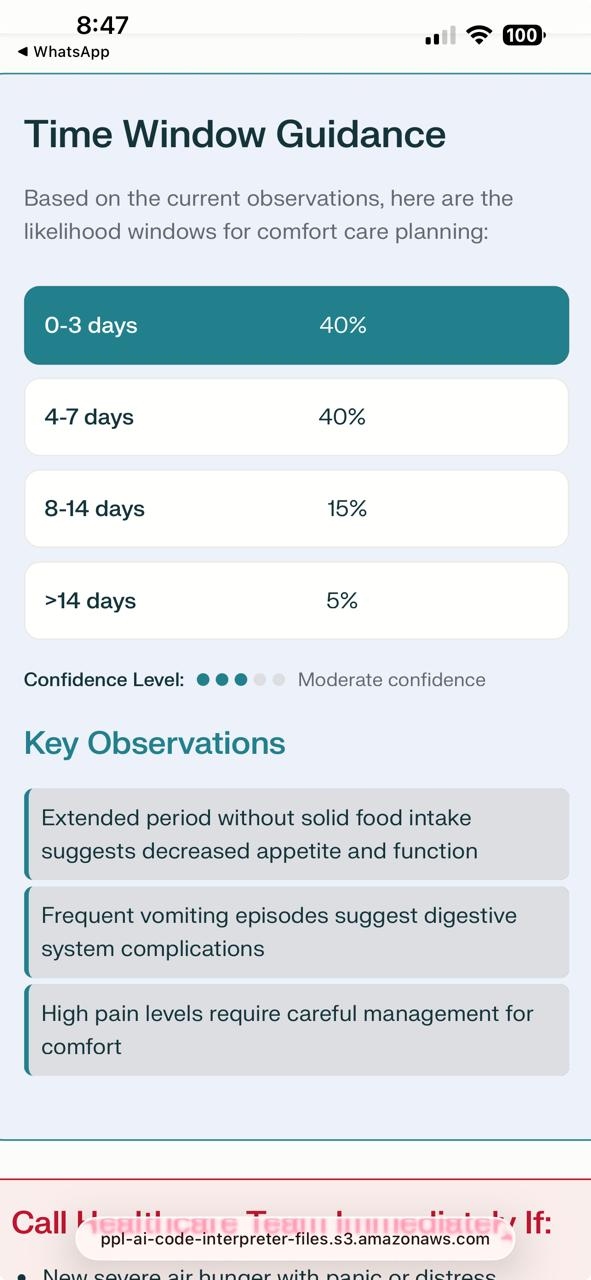 8:47
100
◀ WhatsApp
Time Window Guidance
Based on the current observations, here are the
likelihood windows for comfort care planning:
0-3 days 40%
4-7 days 40%
8-14 days 15%
>14 days 5%
Confidence Level: Moderate confidence
Key Observations
Extended period without solid food intake
suggests decreased appetite and function
Frequent vomiting episodes suggest digestive
system complications
High pain levels require careful management for
comfort
Call Healthcare Team Immediately If:
ppl-ai-code-interpreter-files.s3.amazonaws.com
• New severe air hunger with panic or distress